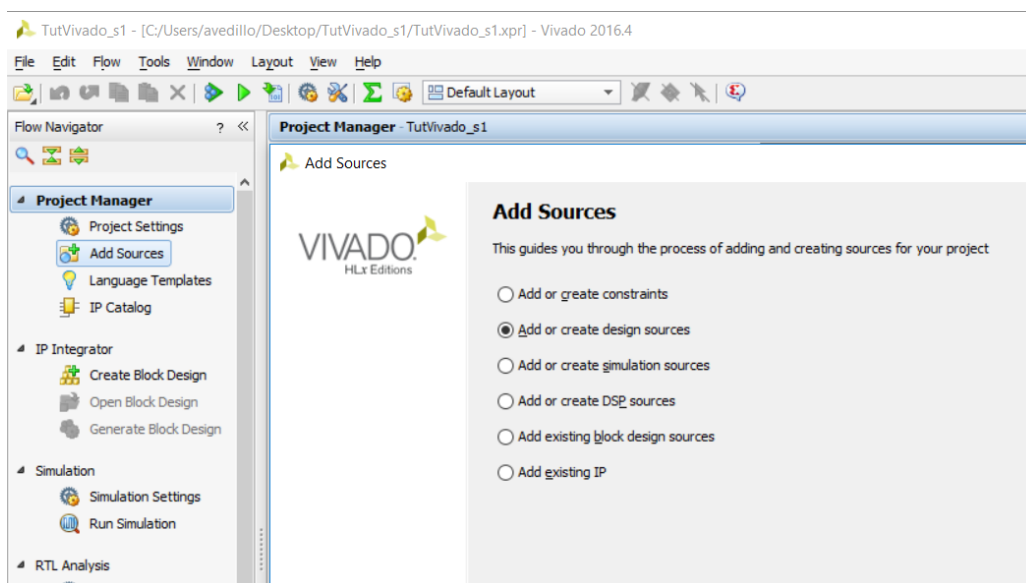 TutVivado_s1 - [C:/Users/avedillo/Desktop/TutVivado_s1/TutVivado_s1.xpr] - Vivado 2016.4
File Edit Flow Tools Window Layout View Help
Default Layout
Flow Navigator ? «
Project Manager - TutVivado_s1
Project Manager
Project Settings
Add Sources
Language Templates
IP Catalog
IP Integrator
Create Block Design
Open Block Design
Generate Block Design
Simulation
Simulation Settings
Run Simulation
RTL Analysis
Add Sources
VIVADO.
HLx Editions
Add Sources
This guides you through the process of adding and creating sources for your project
Add or create constraints
Add or create design sources
Add or create simulation sources
Add or create DSP sources
Add existing block design sources
Add existing IP